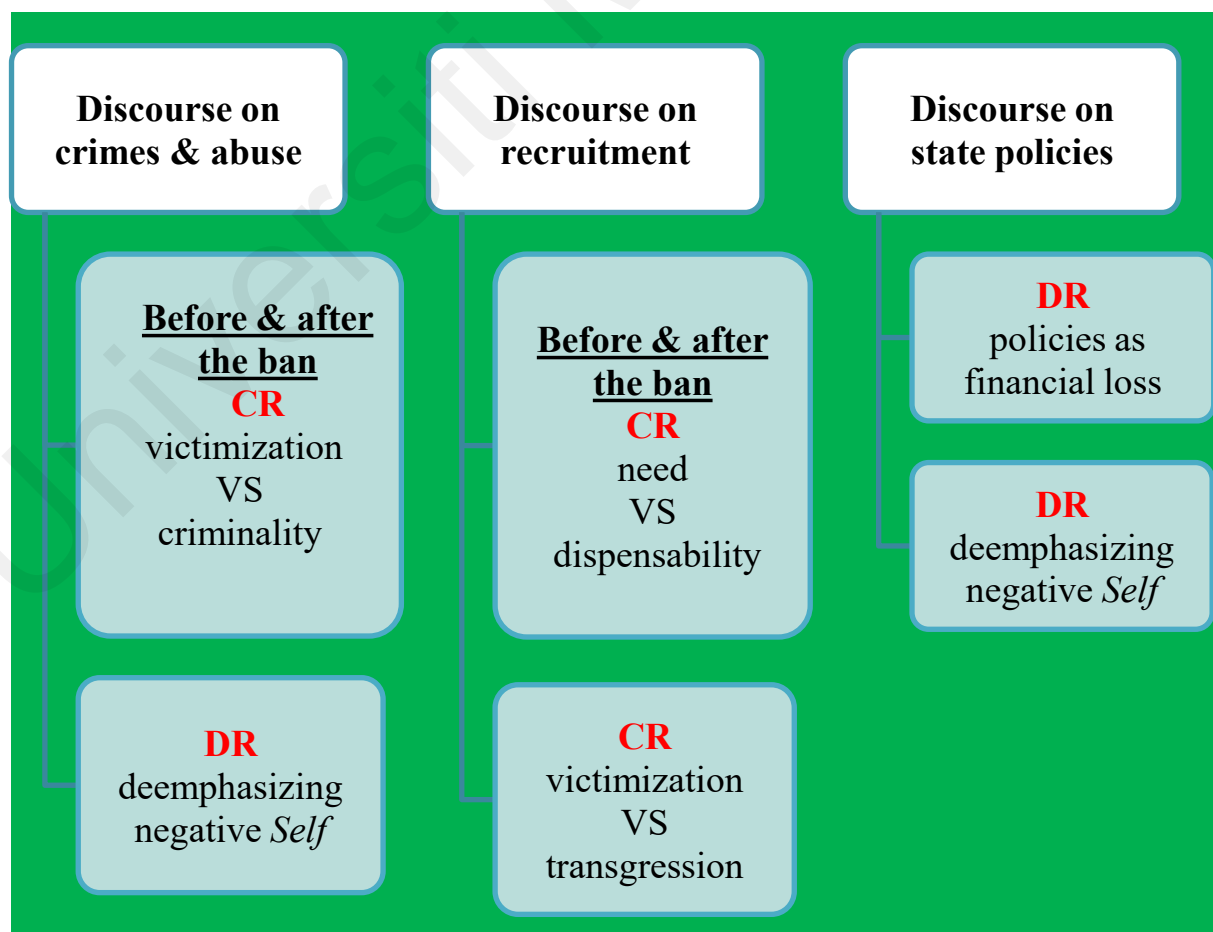 Discourse on
crimes & abuse
Before & after
the ban
CR
victimization
VS
criminality
DR
deemphasizing
negative Self
Discourse on
recruitment
Before & after
the ban
CR
need
VS
dispensability
CR
victimization
VS
transgression
Discourse on
state policies
DR
policies as
financial loss
DR
deemphasizing
negative Self
Universiti